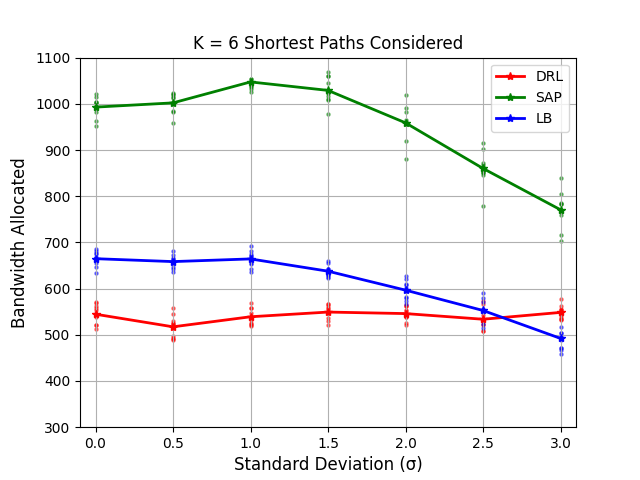 K = 6 Shortest Paths Considered
Bandwidth Allocated
1100
1000
900
800
700
600
500
400
300
DRL
SAP
LB
0.0 0.5 1.0 1.5 2.0 2.5 3.0
Standard Deviation (σ)